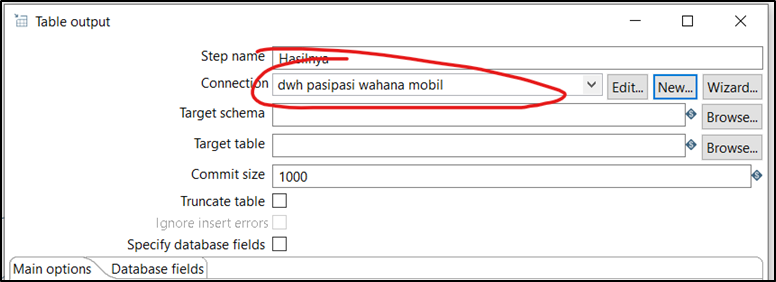 Table output
Step name Hasilnya
Connection dwh pasipasi wahana mobil Edit... New... Wizard...
Target schema Browse...
Target table Browse...
Commit size 1000
Truncate table
Ignore insert errors
Specify database fields
Main options Database fields